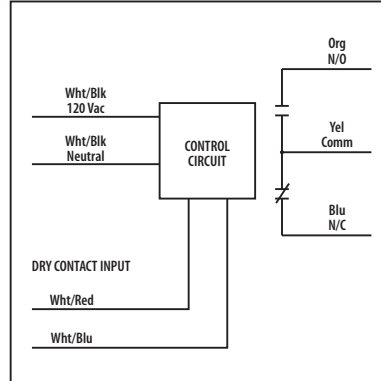 Org
N/O
Wht/Blk
120 Vac
Wht/Blk
Neutral
CONTROL
CIRCUIT
Yel
Comm
Blu
N/C
DRY CONTACT INPUT
Wht/Red
Wht/Blu